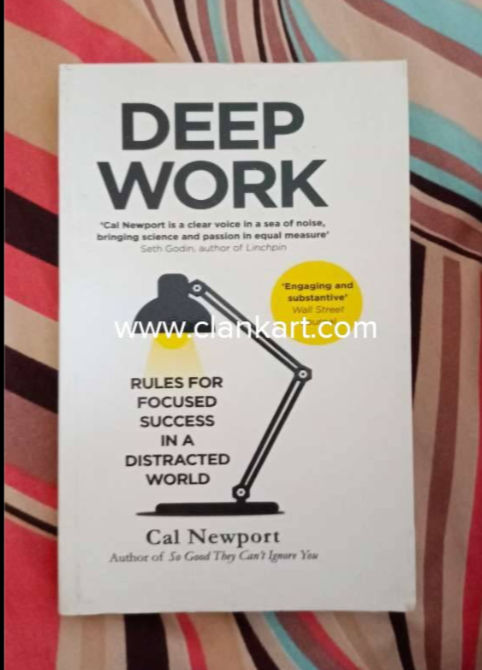 DEEP
WORK
'Cal Newport is a clear voice in a sea of noise,
bringing science and passion in equal measure'
Seth Godin, author of Linchpin
'Engaging and
substantive'
Wall Street
www.clankart.com
RULES FOR
FOCUSED
SUCCESS
IN A
DISTRACTED
WORLD
Cal Newport
Author of So Good They Can't Ignore You